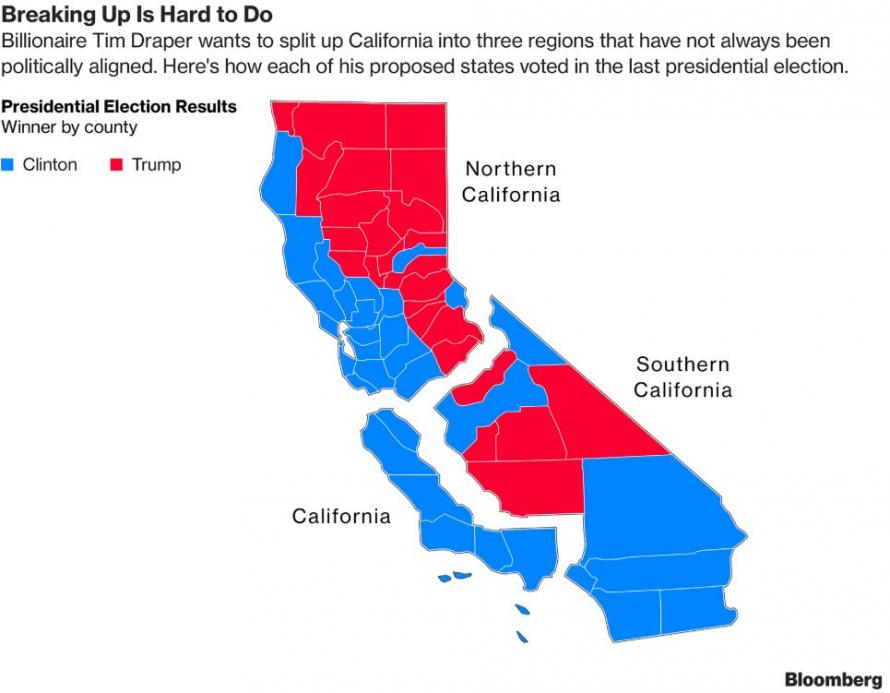 Breaking Up Is Hard to Do
Billionaire Tim Draper wants to split up California into three regions that have not always been
politically aligned. Here's how each of his proposed states voted in the last presidential election.
Presidential Election Results
Winner by county
Clinton Trump
Northern
California
Southern
California
California
Bloomberg